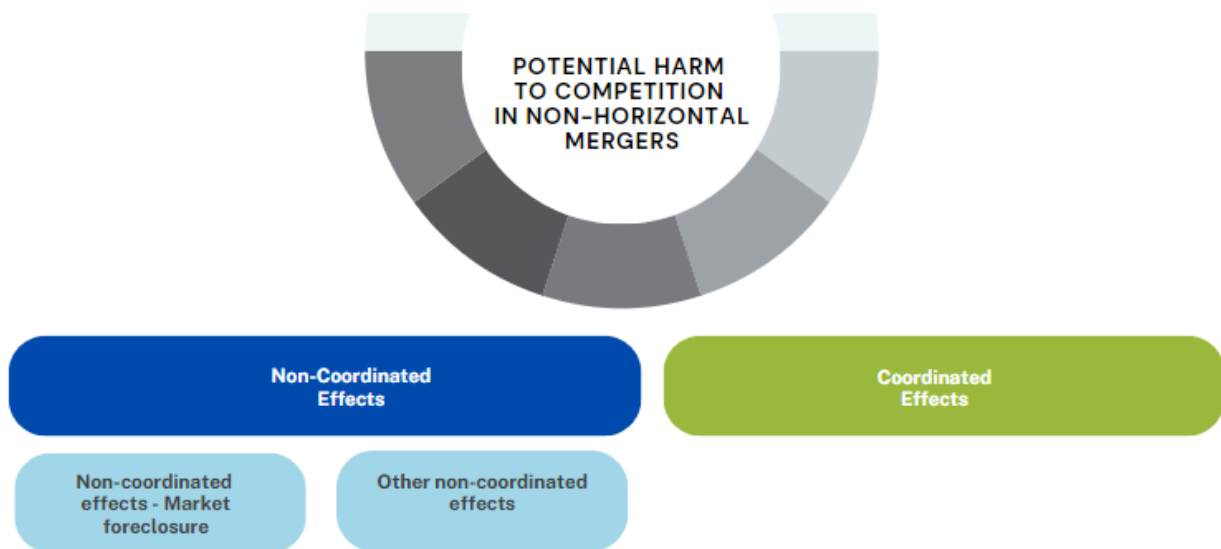 POTENTIAL HARM
TO COMPETITION
IN NON-HORIZONTAL
MERGERS
Non-Coordinated
Effects
Coordinated
Effects
Non-coordinated
effects - Market
foreclosure
Other non-coordinated
effects